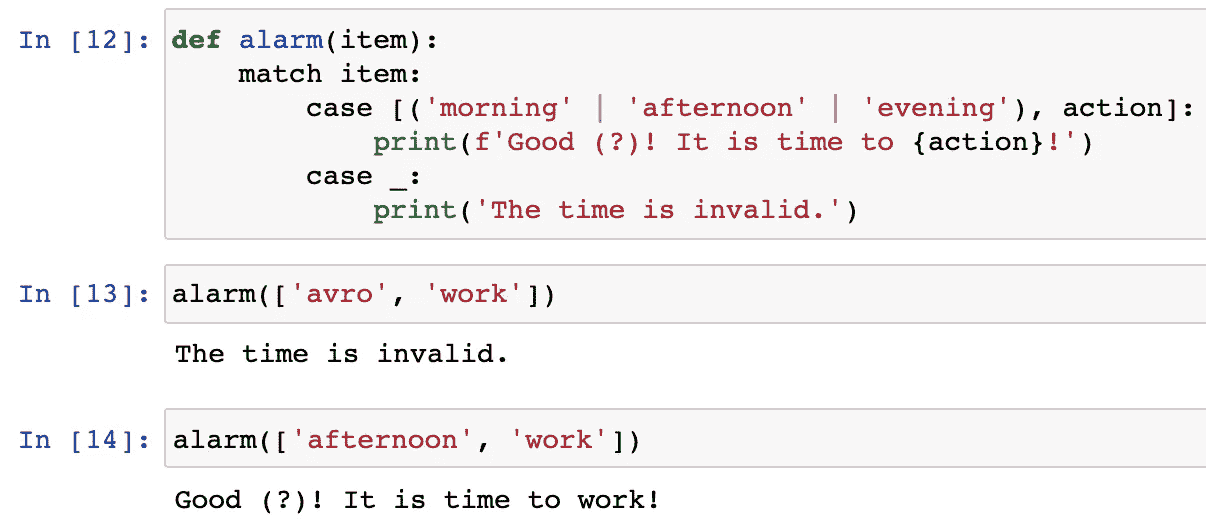 In [12]: def alarm(item):
    match item:
        case [('morning' | 'afternoon' | 'evening'), action]:
            print(f'Good (?)! It is time to {action}!')
        case _:
            print('The time is invalid.')
In [13]: alarm(['avro', 'work'])
The time is invalid.
In [14]: alarm(['afternoon', 'work'])
Good (?)! It is time to work!